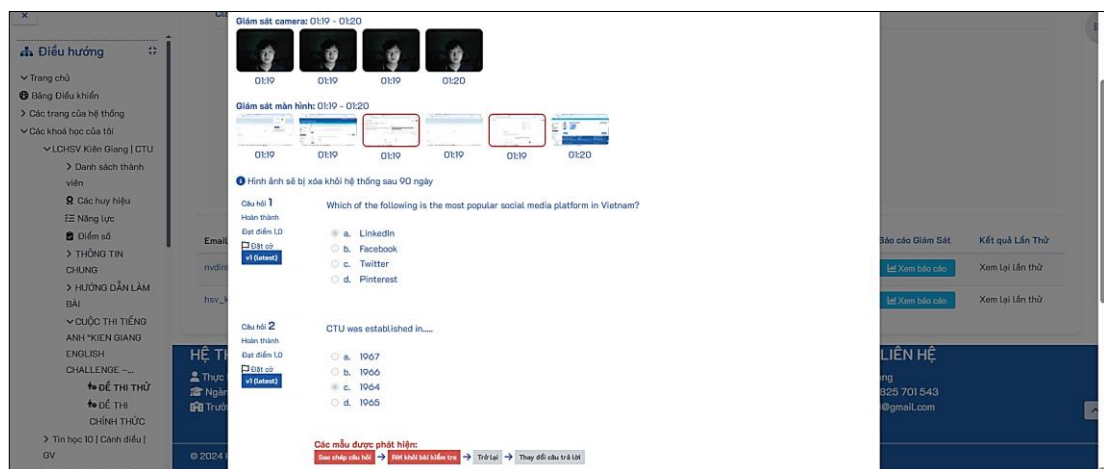 ×
Điều hướng
Trang chủ
Bảng Điều khiển
Các trang của hệ thống
Các khoá học của tôi
LCHSV Kiên Giang | CTU
Danh sách thành
viên
Các huy hiệu
Năng lực
Điểm số
THÔNG TIN
CHUNG
HƯỚNG DẪN LÀM
BÀI
CUỘC THI TIẾNG
ANH "KIEN GIANG
ENGLISH
CHALLENGE –...
ĐỀ THI THỬ
ĐỀ THI
CHÍNH THỨC
Tin học 10 | Cánh diều |
GV
Email
HỆ TH
Thực
Trườ
© 2024
Giám sát camera: 01:19 - 01:20
01:19 01:19 01:19 01:20
Giám sát màn hình: 01:19 - 01:20
01:19 01:19 01:19 01:19 01:19 01:20
Hình ảnh sẽ bị xóa khỏi hệ thống sau 90 ngày
Câu hỏi 1
Hoàn thành
Đạt điểm 1,0
Đặt cờ
v1 (latest)
Which of the following is the most popular social media platform in Vietnam?
a. LinkedIn
b. Facebook
c. Twitter
d. Pinterest
Câu hỏi 2
Hoàn thành
Đạt điểm 1,0
Đặt cờ
v1 (latest)
CTU was established in.....
a. 1967
b. 1966
c. 1964
d. 1965
Các mẫu được phát hiện:
Sao chép câu hỏi → Rời khỏi bài kiểm tra → Trở lại → Thay đổi câu trả lời
Báo cáo Giám Sát Kết quả Lần Thử
Xem báo cáo Xem lại lần thử
Xem báo cáo Xem lại lần thử
LIÊN HỆ
825 701 543
@gmail.com